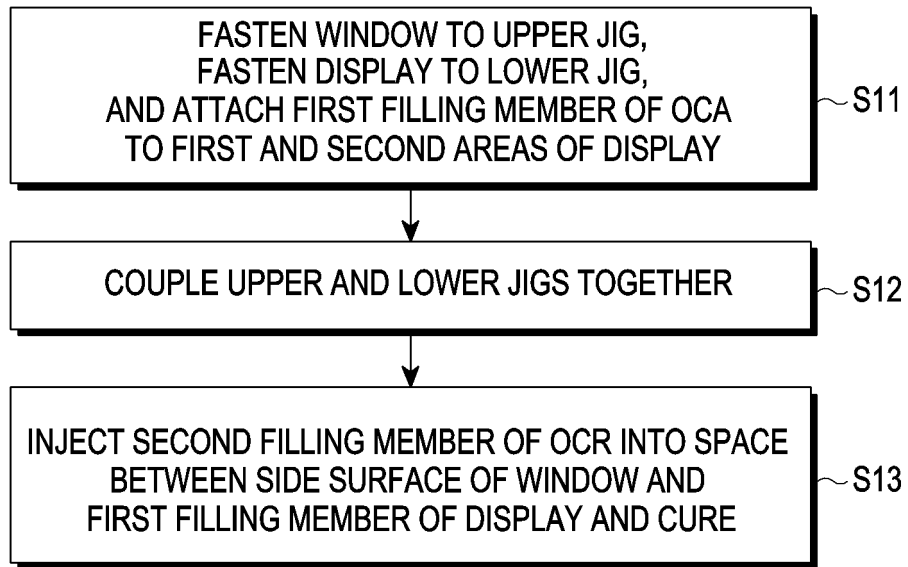 FASTEN WINDOW TO UPPER JIG,
FASTEN DISPLAY TO LOWER JIG,
AND ATTACH FIRST FILLING MEMBER OF OCA
TO FIRST AND SECOND AREAS OF DISPLAY
S11
COUPLE UPPER AND LOWER JIGS TOGETHER
S12
INJECT SECOND FILLING MEMBER OF OCR INTO SPACE
BETWEEN SIDE SURFACE OF WINDOW AND
FIRST FILLING MEMBER OF DISPLAY AND CURE
S13